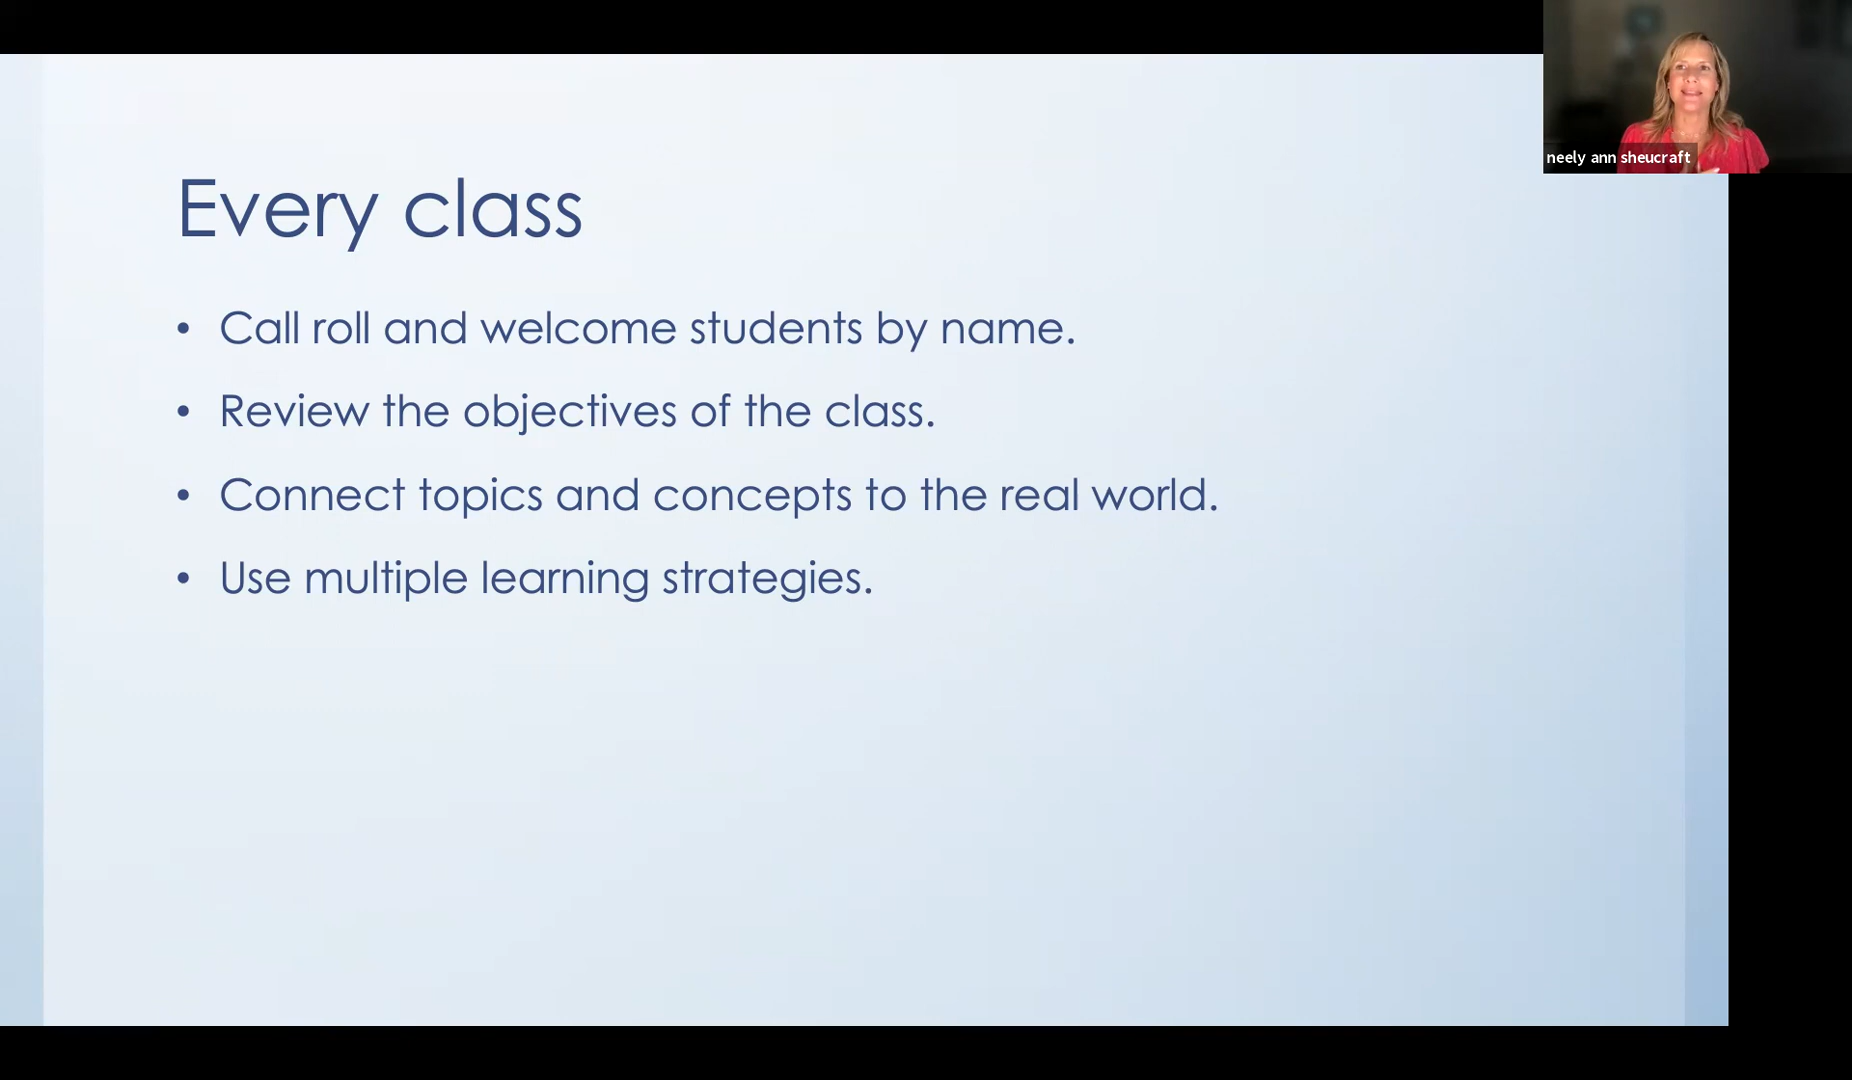 neely ann sheucraft
Every class
• Call roll and welcome students by name.
• Review the objectives of the class.
• Connect topics and concepts to the real world.
• Use multiple learning strategies.